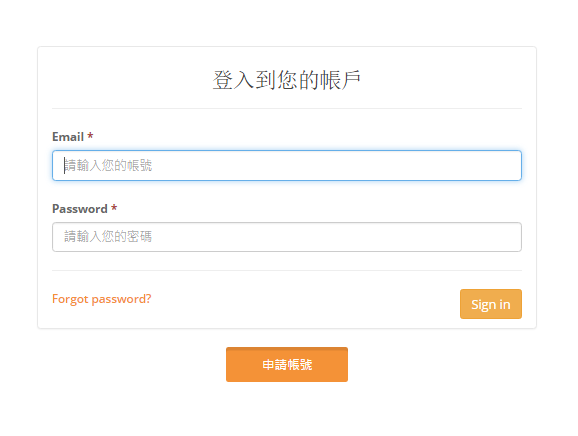 登入到您的帳戶
Email *
請輸入您的帳號
Password *
請輸入您的密碼
Forgot password?
Sign in
申請帳號